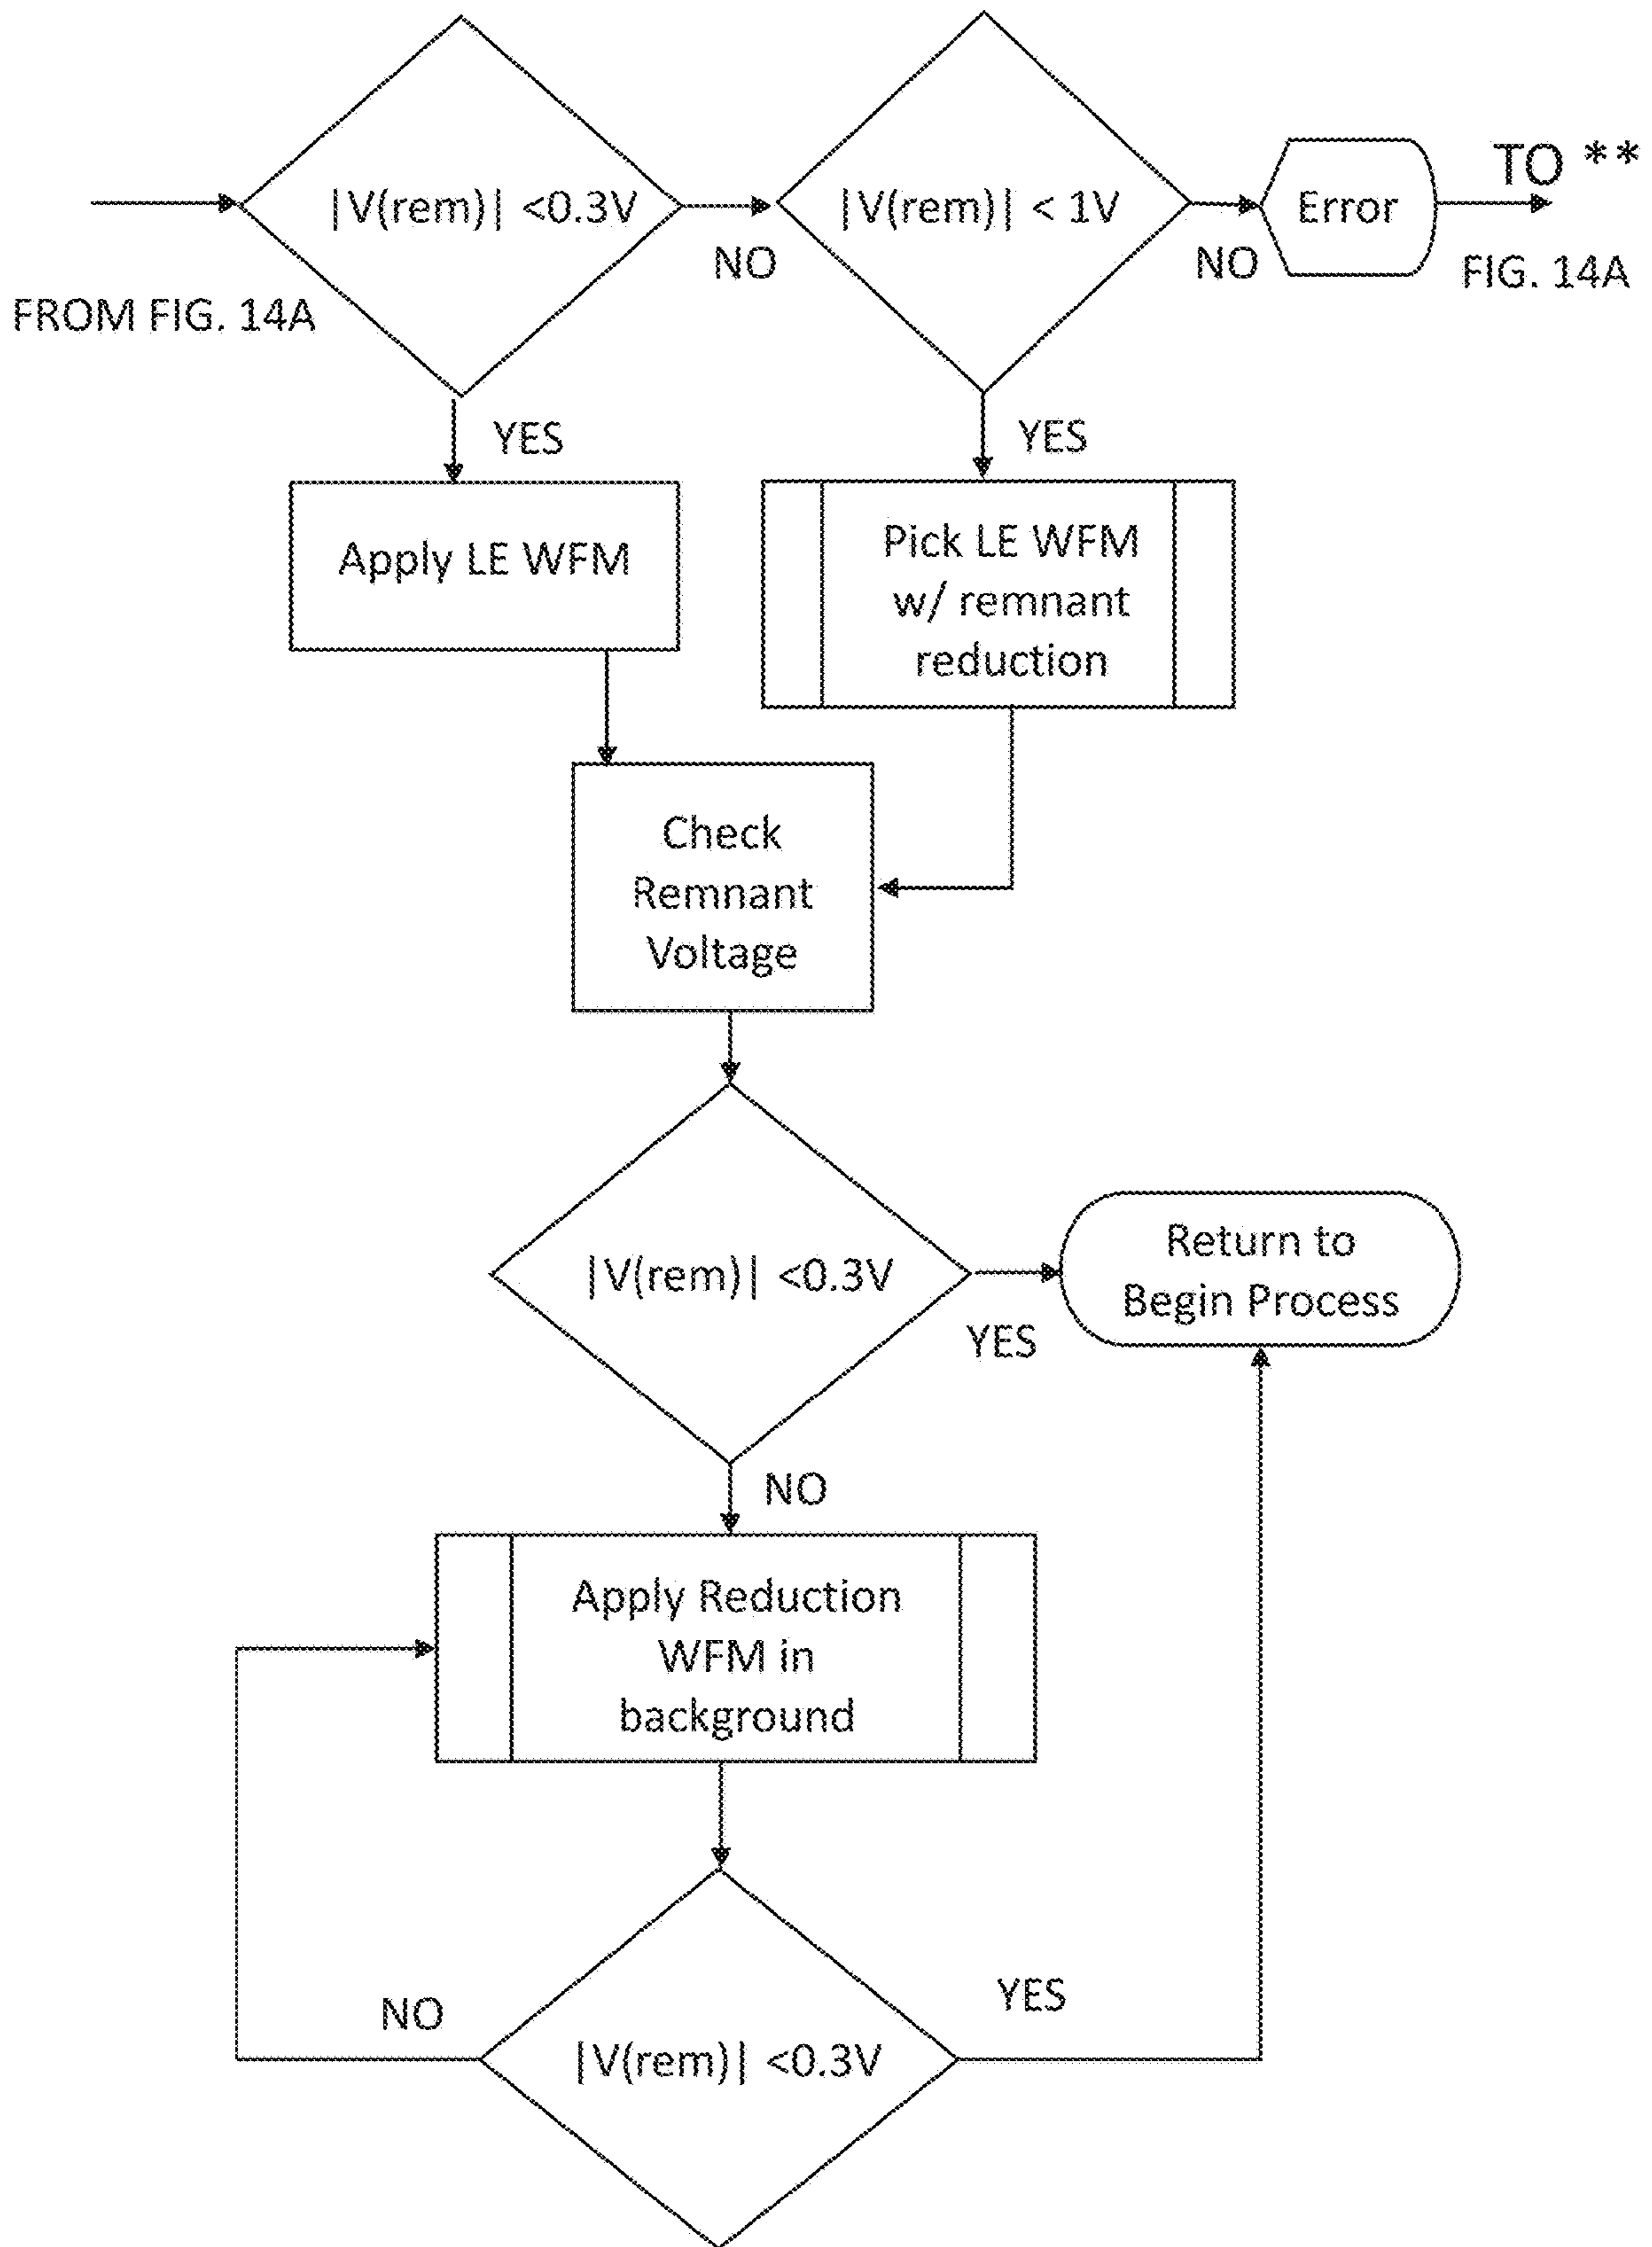 |V(rem)| <0.3V
|V(rem)| < 1V
Error
TO **
NO
NO
FIG. 14A
FROM FIG. 14A
YES
YES
Apply LE WFM
Pick LE WFM
w/ remnant
reduction
Check
Remnant
Voltage
|V(rem)| <0.3V
Return to
Begin Process
YES
NO
Apply Reduction
WFM in
background
YES
NO
|V(rem)| <0.3V